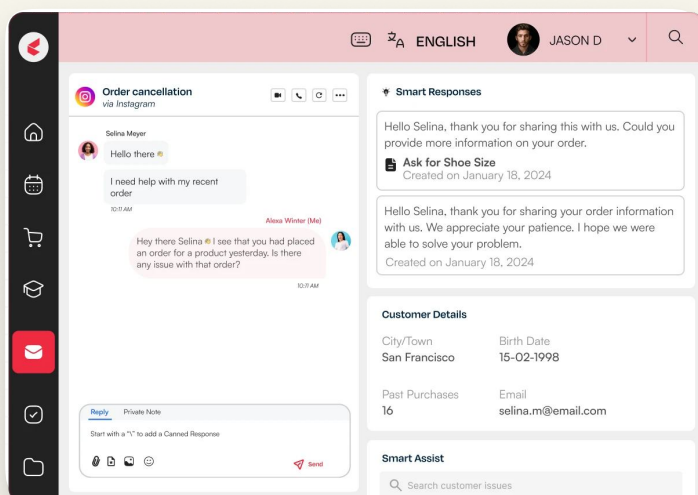 ENGLISH
JASON D
Order cancellation
via Instagram
Selina Meyer
Hello there
I need help with my recent
order
10:11 AM
Alexa Winter (Me)
Hey there Selina I see that you had placed
an order for a product yesterday. Is there
any issue with that order?
10:11 AM
Reply Private Note
Start with a "\" to add a Canned Response
Send
Smart Responses
Hello Selina, thank you for sharing this with us. Could you
provide more information on your order.
Ask for Shoe Size
Created on January 18, 2024
Hello Selina, thank you for sharing your order information
with us. We appreciate your patience. I hope we were
able to solve your problem.
Created on January 18, 2024
Customer Details
City/Town Birth Date
San Francisco 15-02-1998
Past Purchases Email
16 selina.m@email.com
Smart Assist
Search customer issues